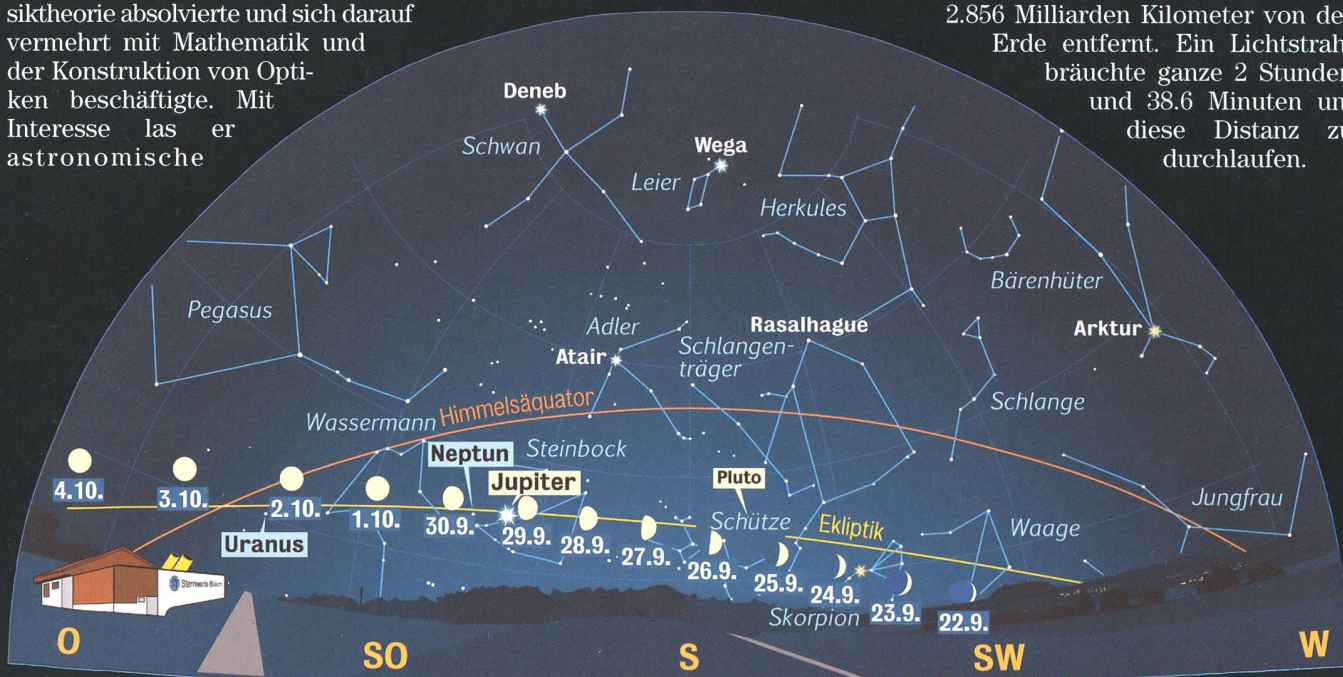 siktheorie absolvierte und sich darauf
vermehrt mit Mathematik und
der Konstruktion von Opti-
ken beschäftigte. Mit
Interesse las er
astronomische
2.856 Milliarden Kilometer von de
Erde entfernt. Ein Lichtstrah
bräuchte ganze 2 Stunden
und 38.6 Minuten um
diese Distanz zu
durchlaufen.
Deneb
Schwan
Wega
Leier
Herkules
Bärenhüter
Pegasus
Adler
Atair
Rasalhague
Schlangen-
träger
Arktur
Schlange
Wassermann
Himmelsäquator
Neptun
Steinbock
Jupiter
Pluto
Schütze
Ekliptik
Waage
Jungfrau
Uranus
Skorpion
4.10.
3.10.
2.10.
1.10.
30.9.
29.9.
28.9.
27.9.
26.9.
25.9.
24.9.
23.9.
22.9.
Sternwarte Bülach
O
SO
S
SW
W